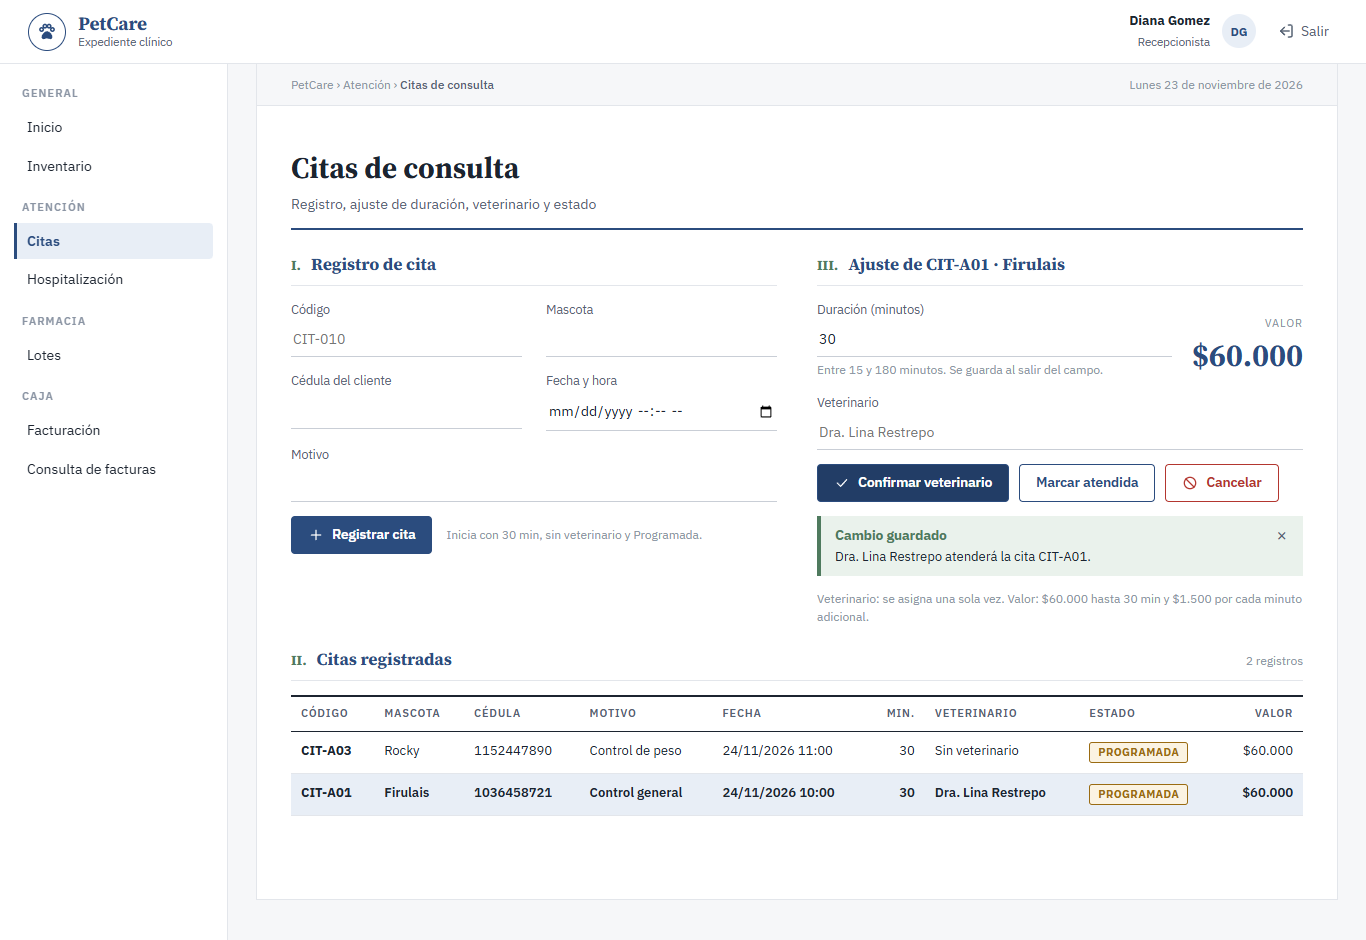 PetCare
Expediente clínico
Diana Gomez
Recepcionista
DG
Salir
GENERAL
Inicio
Inventario
ATENCIÓN
Citas
Hospitalización
FARMACIA
Lotes
CAJA
Facturación
Consulta de facturas
PetCare › Atención › Citas de consulta
Lunes 23 de noviembre de 2026
Citas de consulta
Registro, ajuste de duración, veterinario y estado
I. Registro de cita
Código
Mascota
CIT-010
Cédula del cliente
Fecha y hora
mm/dd/yyyy --:-- --
Motivo
Registrar cita
Inicia con 30 min, sin veterinario y Programada.
III. Ajuste de CIT-A01 · Firulais
Duración (minutos)
30
VALOR
$60.000
Entre 15 y 180 minutos. Se guarda al salir del campo.
Veterinario
Dra. Lina Restrepo
Confirmar veterinario
Marcar atendida
Cancelar
Cambio guardado
×
Dra. Lina Restrepo atenderá la cita CIT-A01.
Veterinario: se asigna una sola vez. Valor: $60.000 hasta 30 min y $1.500 por cada minuto
adicional.
II. Citas registradas
2 registros
CÓDIGO MASCOTA CÉDULA MOTIVO FECHA MIN. VETERINARIO ESTADO VALOR
CIT-A03 Rocky 1152447890 Control de peso 24/11/2026 11:00 30 Sin veterinario PROGRAMADA $60.000
CIT-A01 Firulais 1036458721 Control general 24/11/2026 10:00 30 Dra. Lina Restrepo PROGRAMADA $60.000